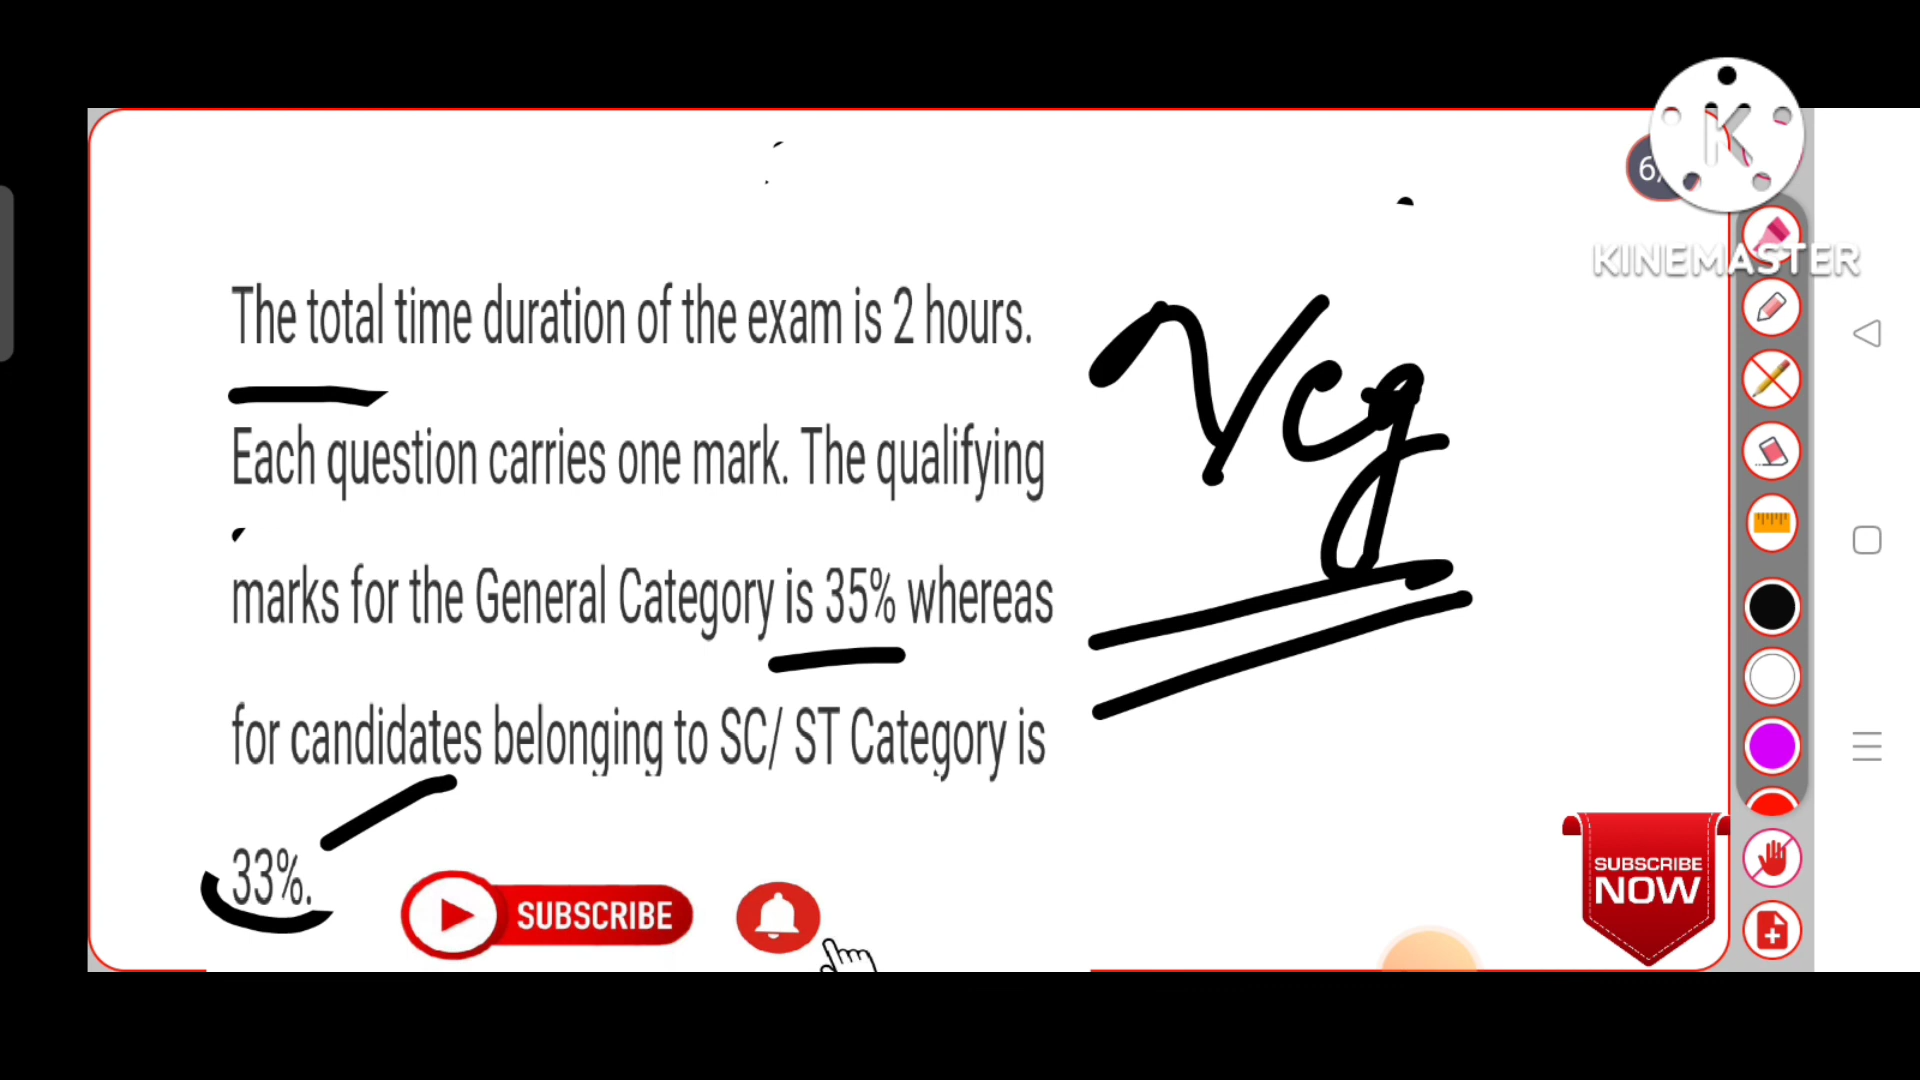 6,
K
KINEMASTER
The total time duration of the exam is 2 hours.
Each question carries one mark. The qualifying
marks for the General Category is 35% whereas
for candidates belonging to SC/ ST Category is
33%.
Veg
SUBSCRIBE
SUBSCRIBE
NOW